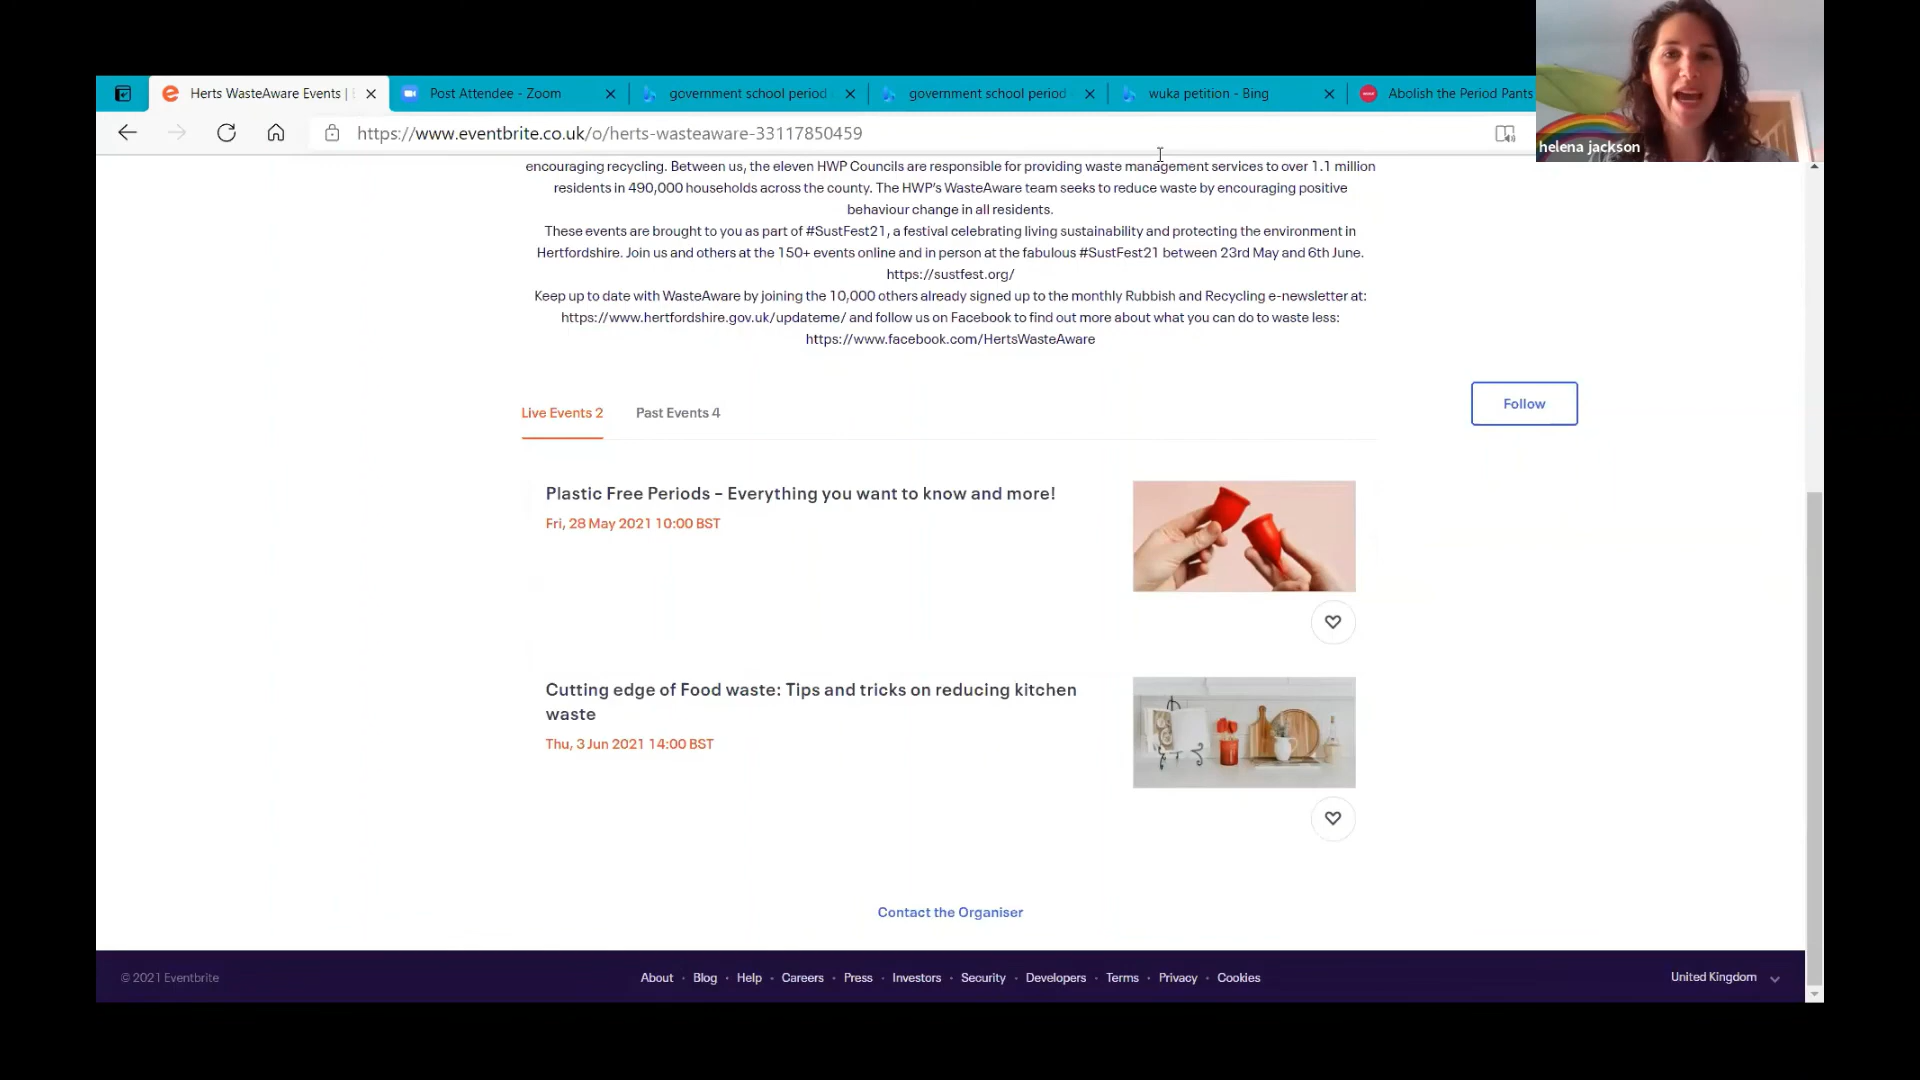 Herts WasteAware Events |
Post Attendee - Zoom
government school period
government school period
wuka petition - Bing
Abolish the Period Pants
https://www.eventbrite.co.uk/o/herts-wasteaware-33117850459
helena jackson
encouraging recycling. Between us, the eleven HWP Councils are responsible for providing waste management services to over 1.1 million
residents in 490,000 households across the county. The HWP's WasteAware team seeks to reduce waste by encouraging positive
behaviour change in all residents.
These events are brought to you as part of #SustFest21, a festival celebrating living sustainability and protecting the environment in
Hertfordshire. Join us and others at the 150+ events online and in person at the fabulous #SustFest21 between 23rd May and 6th June.
https://sustfest.org/
Keep up to date with WasteAware by joining the 10,000 others already signed up to the monthly Rubbish and Recycling e-newsletter at:
https://www.hertfordshire.gov.uk/updateme/ and follow us on Facebook to find out more about what you can do to waste less:
https://www.facebook.com/HertsWasteAware
Live Events 2
Past Events 4
Follow
Plastic Free Periods – Everything you want to know and more!
Fri, 28 May 2021 10:00 BST
Cutting edge of Food waste: Tips and tricks on reducing kitchen
waste
Thu, 3 Jun 2021 14:00 BST
Contact the Organiser
© 2021 Eventbrite
About · Blog · Help · Careers · Press · Investors · Security · Developers · Terms · Privacy · Cookies
United Kingdom